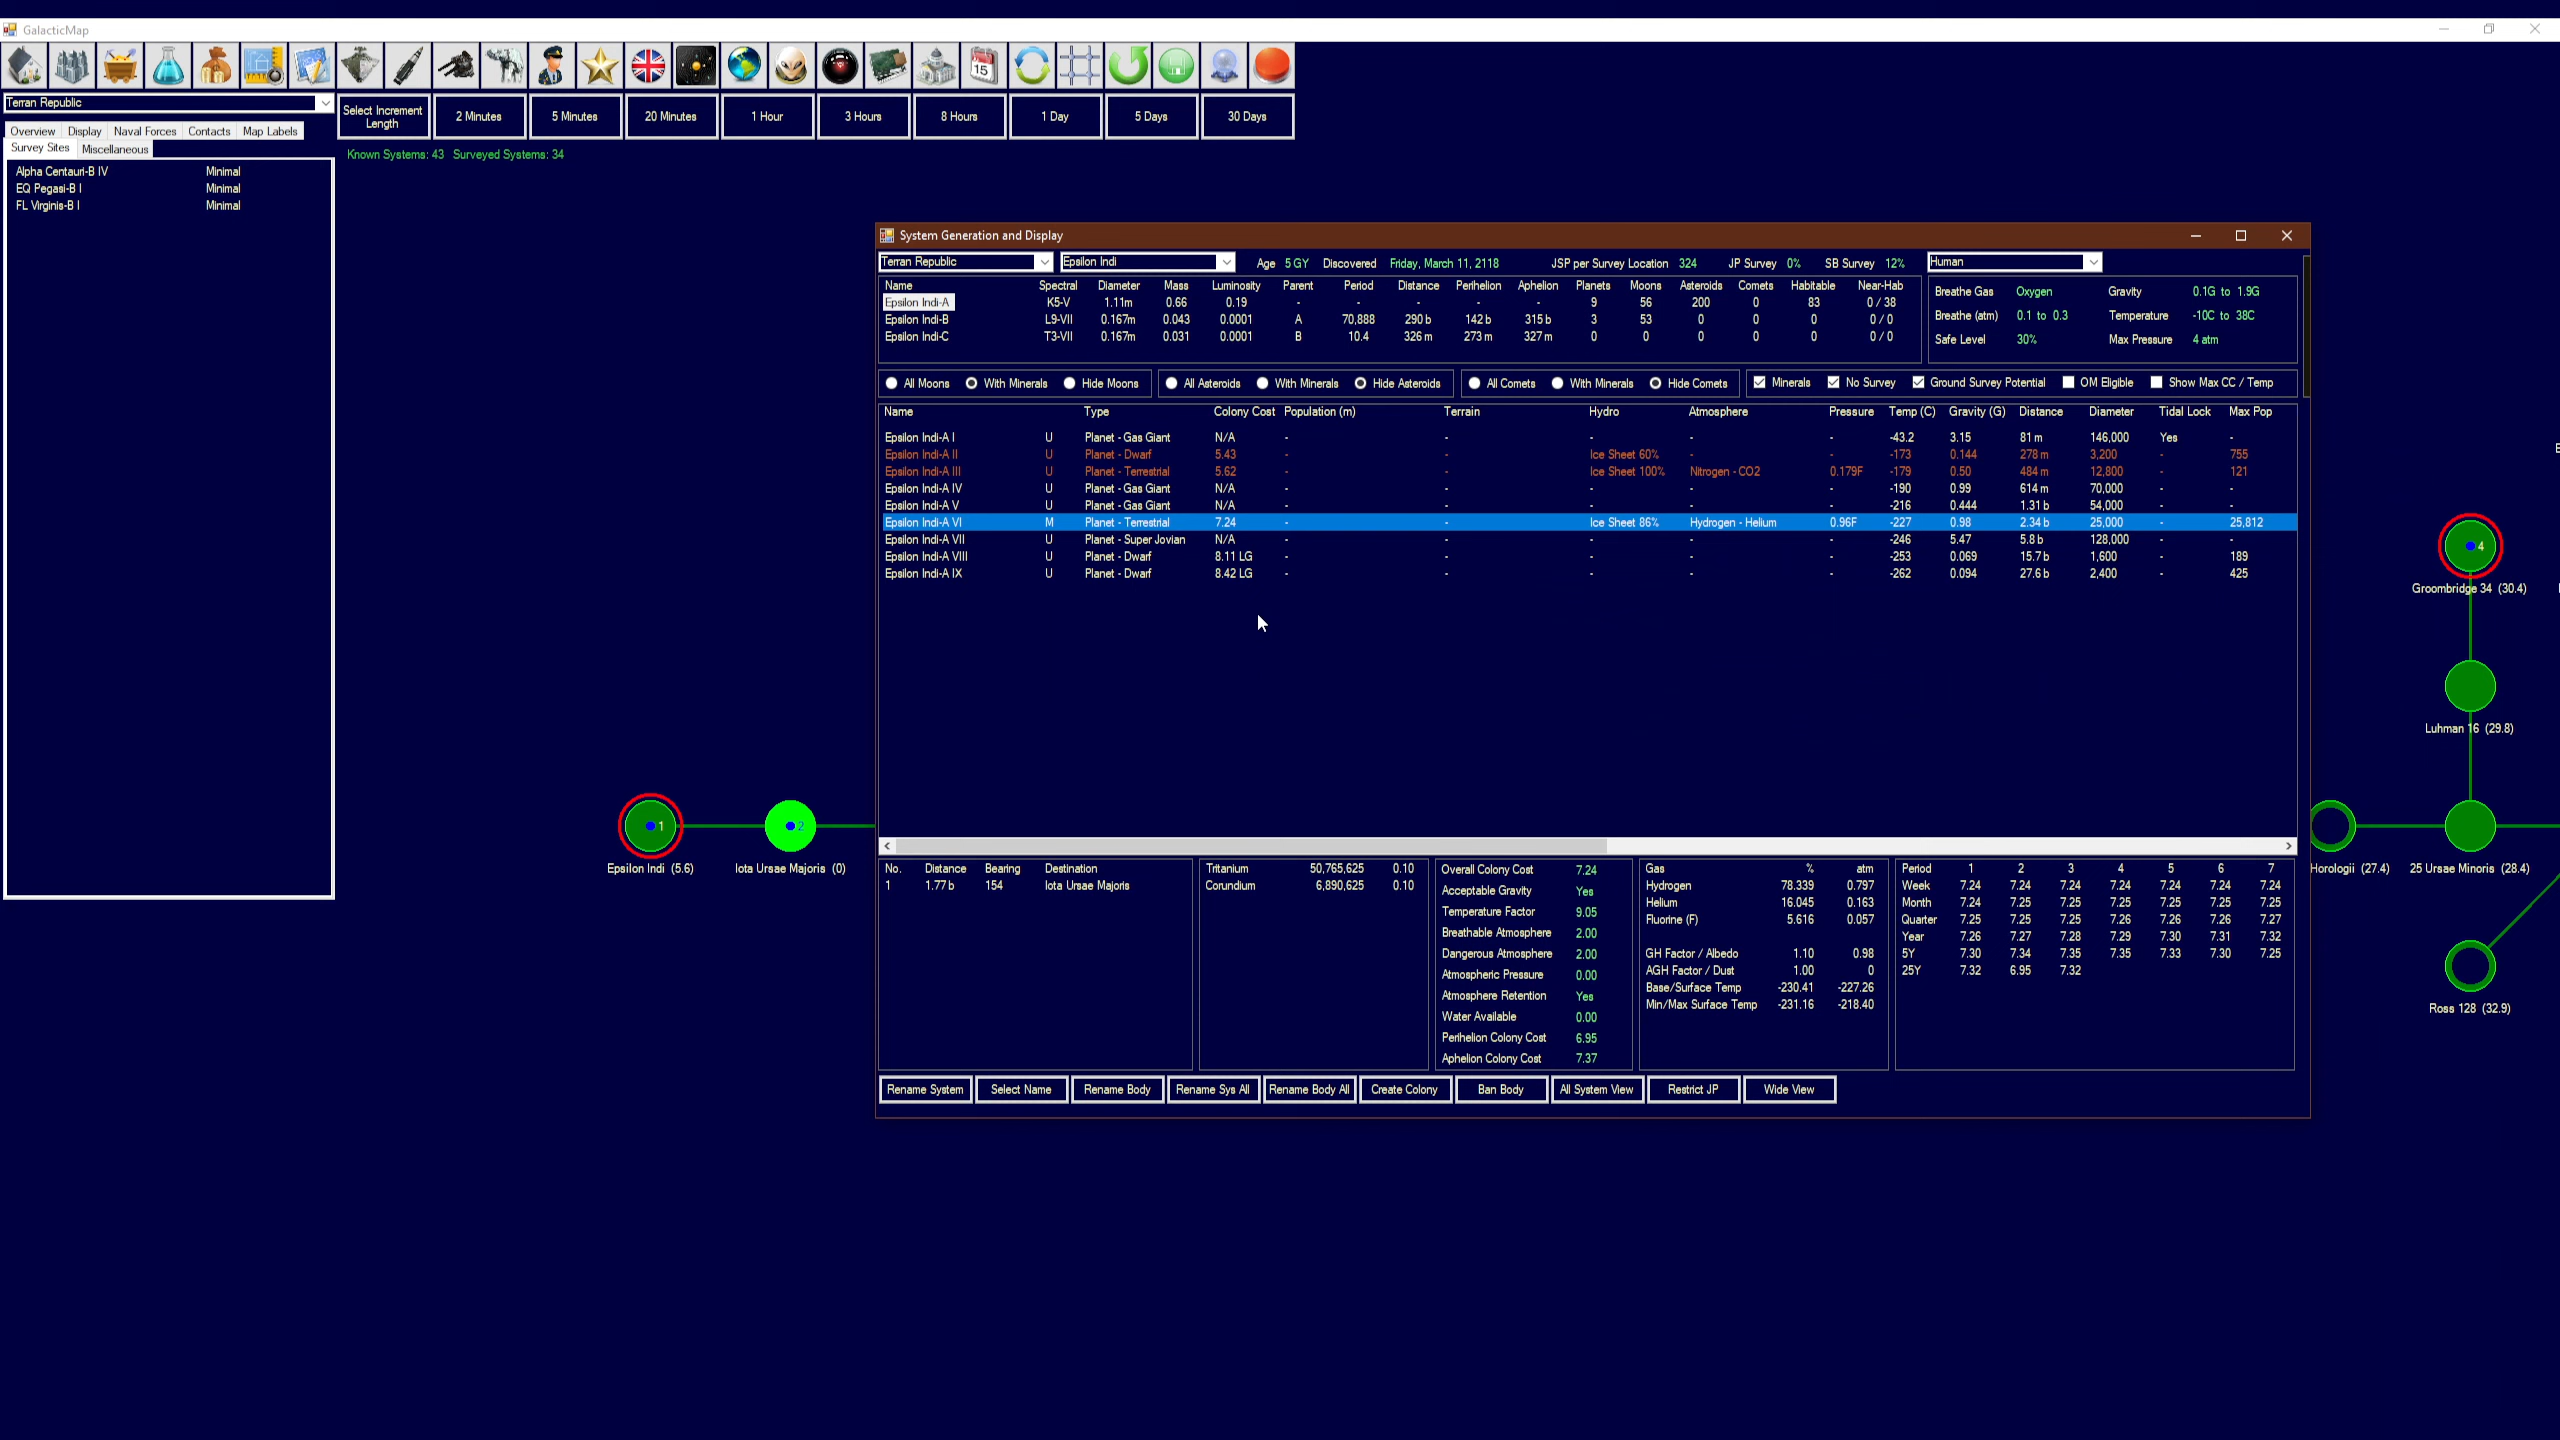 GalacticMap
15
Terran Republic
Select Increment Length 2 Minutes 5 Minutes 20 Minutes 1 Hour 3 Hours 8 Hours 1 Day 5 Days 30 Days
Overview Display Naval Forces Contacts Map Labels
Survey Sites Miscellaneous
Known Systems: 43 Surveyed Systems: 34
Alpha Centauri-B IV Minimal
EQ Pegasi-B I Minimal
FL Virginis-B I Minimal
System Generation and Display
Terran Republic Epsilon Indi Age 5 GY Discovered Friday, March 11, 2118 JSP per Survey Location 324 JP Survey 0% SB Survey 12% Human
Name Spectral Diameter Mass Luminosity Parent Period Distance Perihelion Aphelion Planets Moons Asteroids Comets Habitable Near-Hab
Epsilon Indi-A K5-V 1.11m 0.66 0.19 - - - - - 9 56 200 0 83 0 / 38
Epsilon Indi-B L9-VII 0.167m 0.043 0.0001 A 70,888 290 b 142 b 315 b 3 53 0 0 0 0 / 0
Epsilon Indi-C T3-VII 0.167m 0.031 0.0001 B 10.4 326 m 273 m 327 m 0 0 0 0 0 0 / 0
Breathe Gas Oxygen Gravity 0.1G to 1.9G
Breathe (atm) 0.1 to 0.3 Temperature -10C to 38C
Safe Level 30% Max Pressure 4 atm
All Moons With Minerals Hide Moons All Asteroids With Minerals Hide Asteroids All Comets With Minerals Hide Comets Minerals No Survey Ground Survey Potential OM Eligible Show Max CC / Temp
Name Type Colony Cost Population (m) Terrain Hydro Atmosphere Pressure Temp (C) Gravity (G) Distance Diameter Tidal Lock Max Pop
Epsilon Indi-A I U Planet - Gas Giant N/A - - - - - -43.2 3.15 81 m 146,000 Yes -
Epsilon Indi-A II U Planet - Dwarf 5.43 - - Ice Sheet 60% - - -173 0.144 278 m 3,200 - 755
Epsilon Indi-A III U Planet - Terrestrial 5.62 - - Ice Sheet 100% Nitrogen - CO2 0.179F -179 0.50 484 m 12,800 - 121
Epsilon Indi-A IV U Planet - Gas Giant N/A - - - - - -190 0.99 614 m 70,000 - -
Epsilon Indi-A V U Planet - Gas Giant N/A - - - - - -216 0.444 1.31 b 54,000 - -
Epsilon Indi-A VI M Planet - Terrestrial 7.24 - - Ice Sheet 86% Hydrogen - Helium 0.96F -227 0.98 2.34 b 25,000 - 25,812
Epsilon Indi-A VII U Planet - Super Jovian N/A - - - - - -246 5.47 5.8 b 128,000 - -
Epsilon Indi-A VIII U Planet - Dwarf 8.11 LG - - - - - -253 0.069 15.7 b 1,600 - 189
Epsilon Indi-A IX U Planet - Dwarf 8.42 LG - - - - - -262 0.094 27.6 b 2,400 - 425
No. Distance Bearing Destination
1 1.77 b 154 Iota Ursae Majoris
Tritanium 50,765,625 0.10
Corundium 6,890,625 0.10
Overall Colony Cost 7.24
Acceptable Gravity Yes
Temperature Factor 9.05
Breathable Atmosphere 2.00
Dangerous Atmosphere 2.00
Atmospheric Pressure 0.00
Atmosphere Retention Yes
Water Available 0.00
Perihelion Colony Cost 6.95
Aphelion Colony Cost 7.37
Gas % atm
Hydrogen 78.339 0.797
Helium 16.045 0.163
Fluorine (F) 5.616 0.057
GH Factor / Albedo 1.10 0.98
AGH Factor / Dust 1.00 0
Base/Surface Temp -230.41 -227.26
Min/Max Surface Temp -231.16 -218.40
Period 1 2 3 4 5 6 7
Week 7.24 7.24 7.24 7.24 7.24 7.24 7.24
Month 7.24 7.25 7.25 7.25 7.25 7.25 7.25
Quarter 7.25 7.25 7.25 7.26 7.26 7.26 7.27
Year 7.26 7.27 7.28 7.29 7.30 7.31 7.32
5Y 7.30 7.34 7.35 7.35 7.33 7.30 7.25
25Y 7.32 6.95 7.32
Rename System Select Name Rename Body Rename Sys All Rename Body All Create Colony Ban Body All System View Restrict JP Wide View
1
Epsilon Indi (5.6)
2
Iota Ursae Majoris (0)
4
Groombridge 34 (30.4)
Luhman 16 (29.8)
Horologii (27.4)
25 Ursae Minoris (28.4)
Ross 128 (32.9)